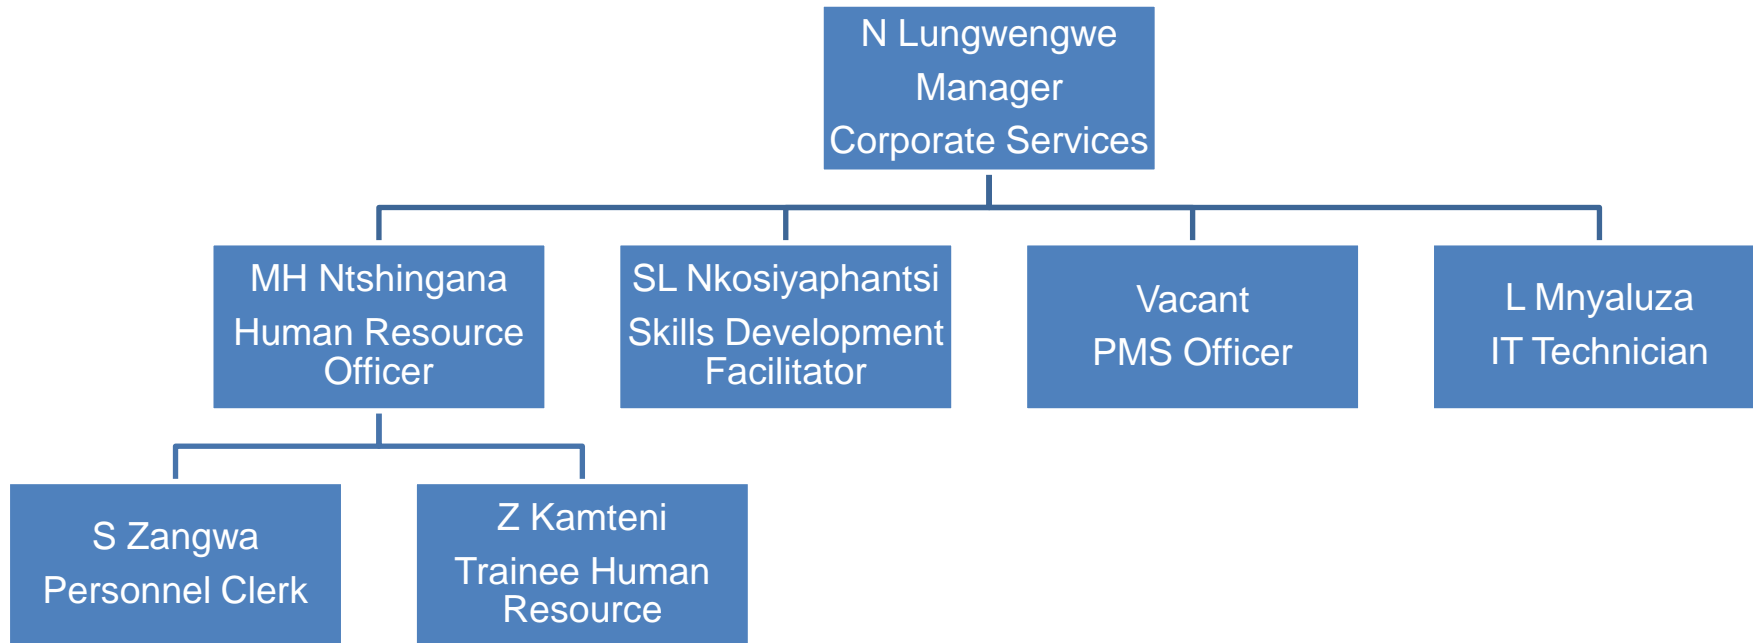 N Lungwengwe
Manager
Corporate Services
MH Ntshingana
Human Resource
Officer
SL Nkosiyaphantsi
Skills Development
Facilitator
Vacant
PMS Officer
L Mnyaluza
IT Technician
S Zangwa
Personnel Clerk
Z Kamteni
Trainee Human
Resource